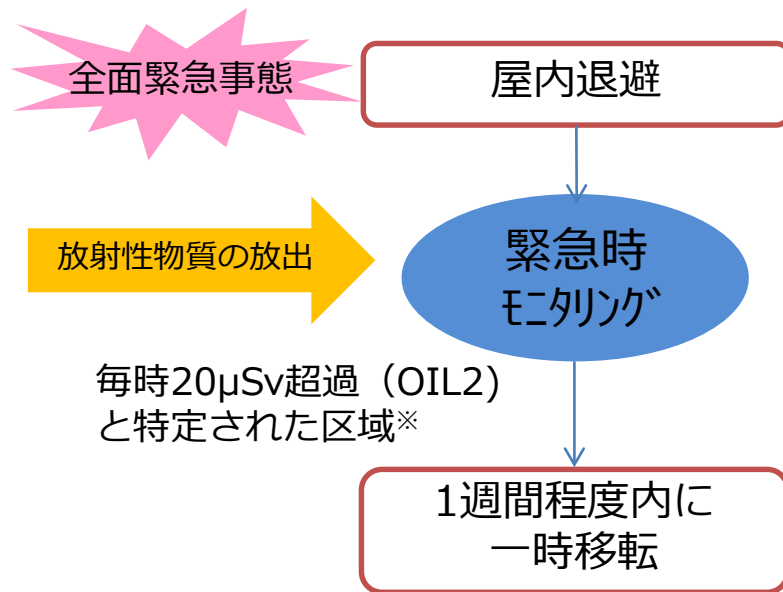 全面緊急事態
屋内退避
放射性物質の放出
緊急時
ﾓﾆﾀﾘﾝｸﾞ
毎時20μSv超過（OIL2)
と特定された区域※
1週間程度内に
一時移転